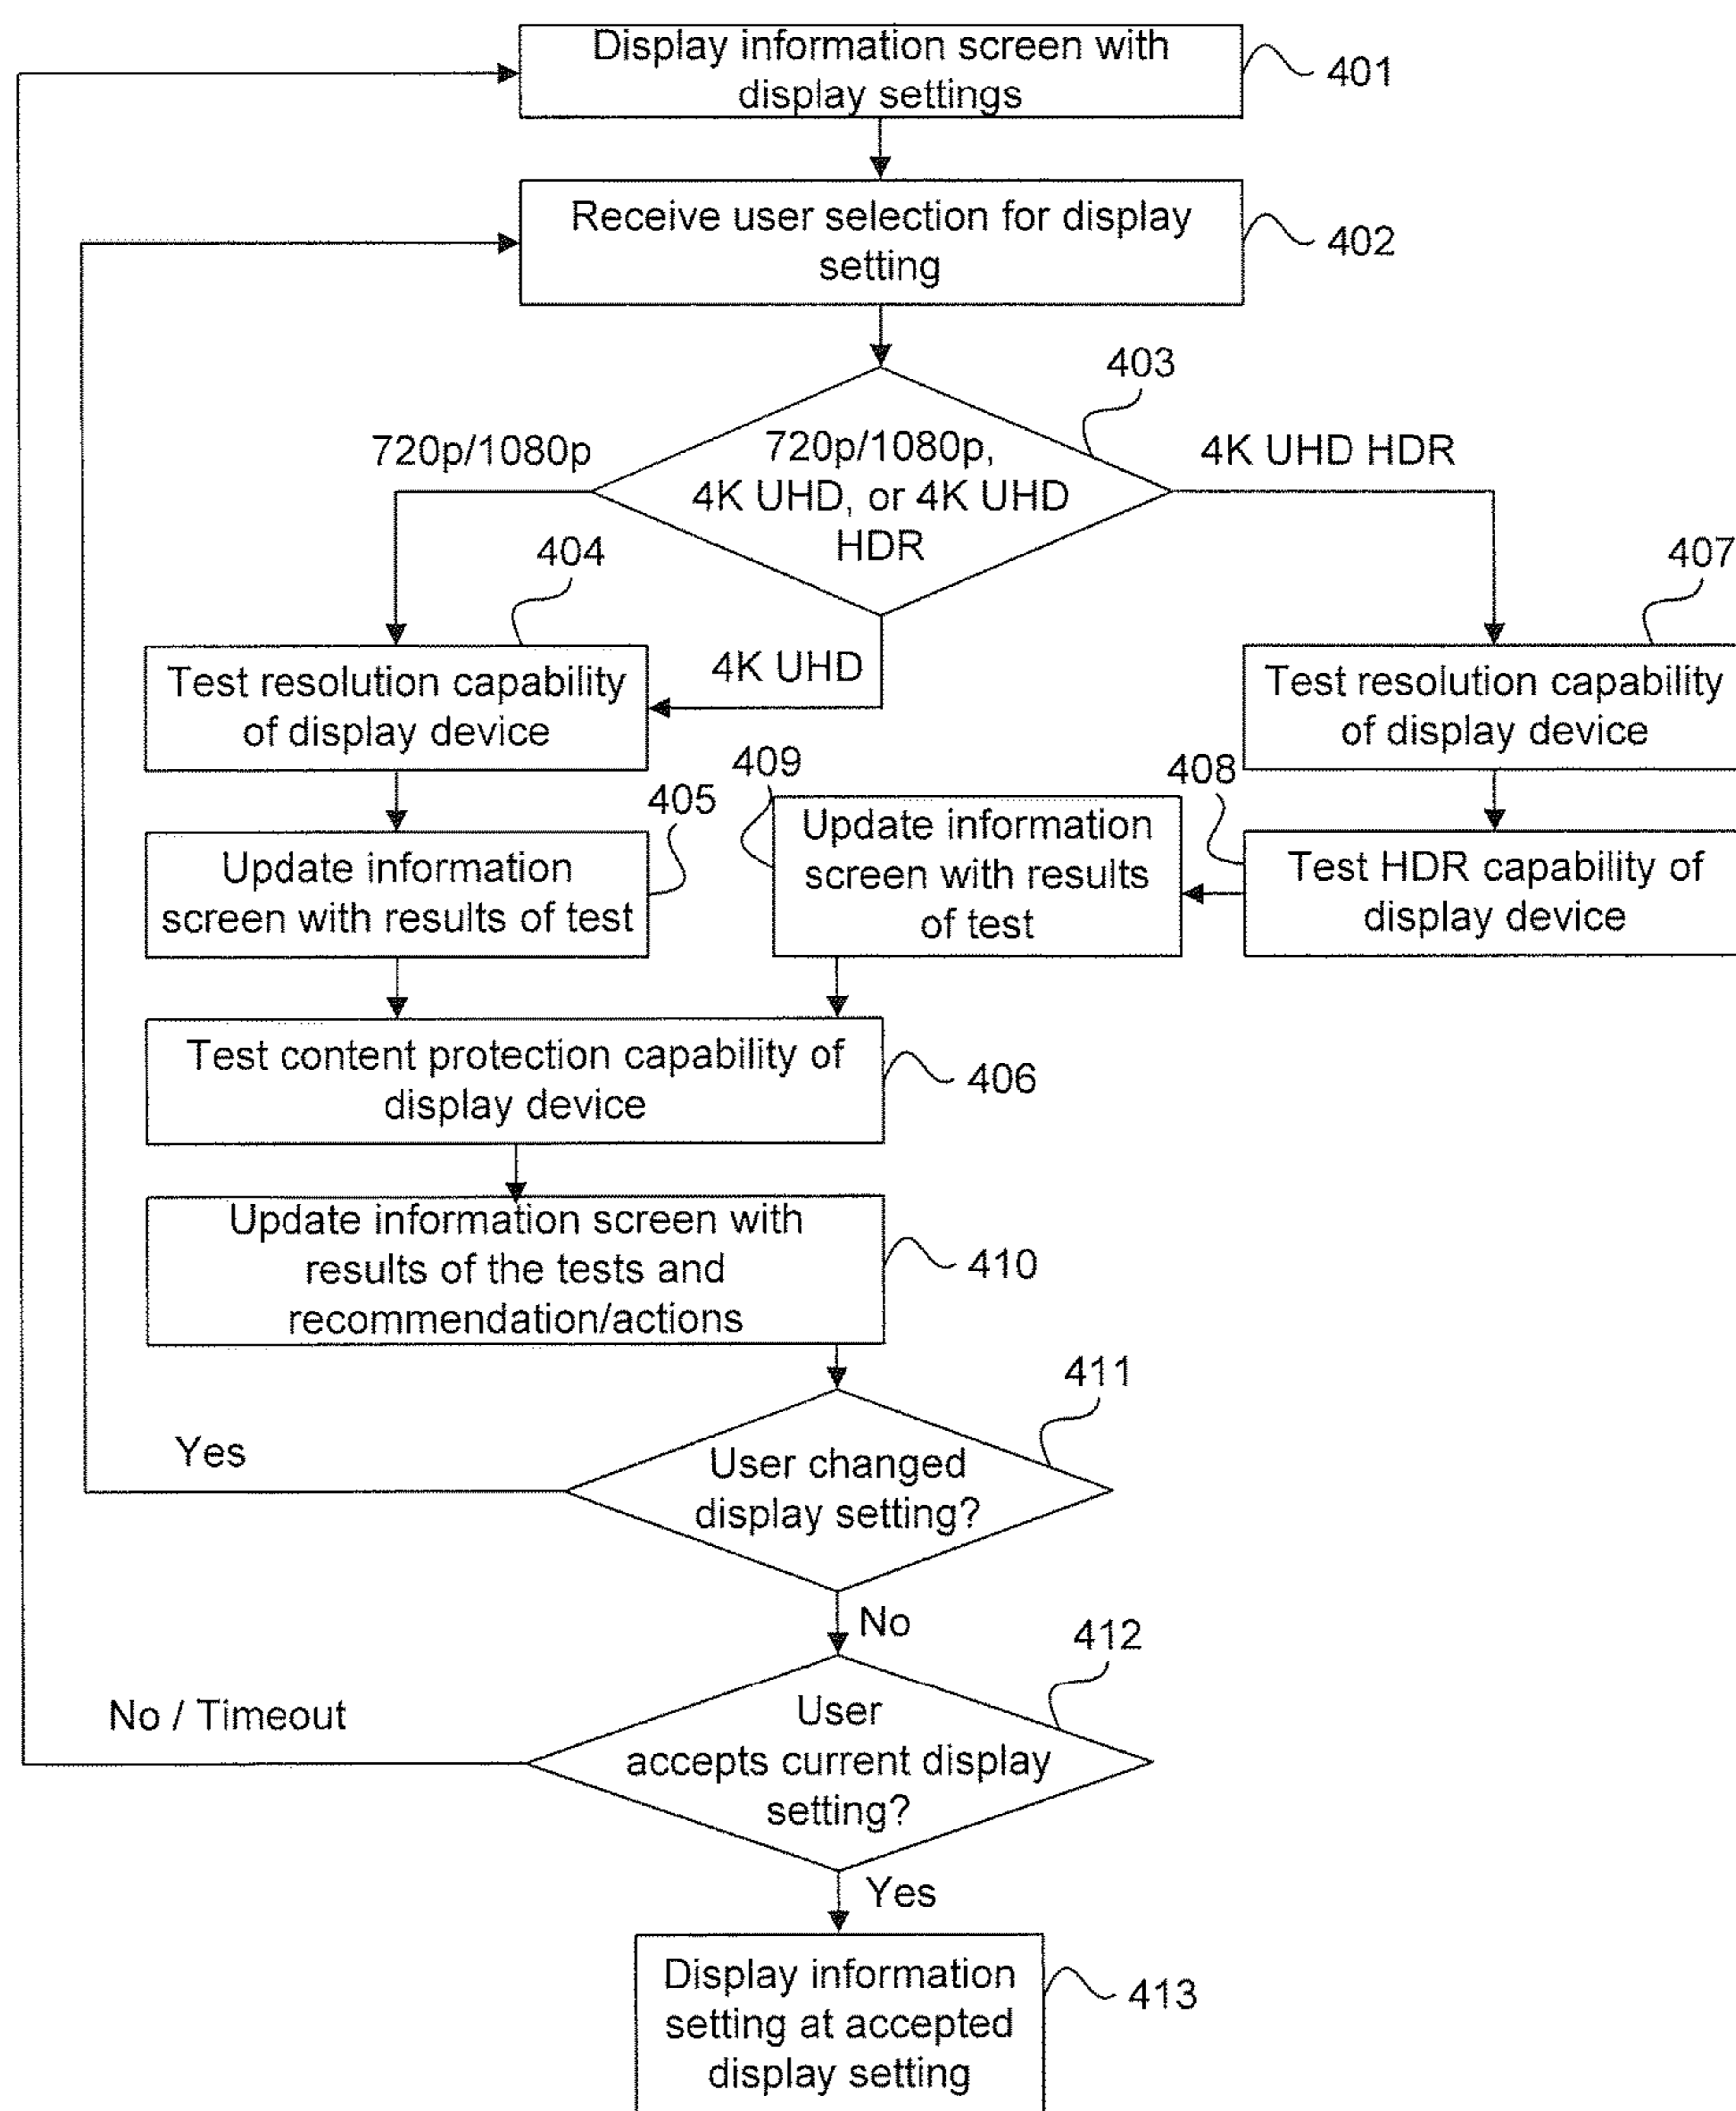 Display information screen with
display settings
401
Receive user selection for display
setting
402
403
720p/1080p
720p/1080p,
4K UHD, or 4K UHD
HDR
4K UHD HDR
404
407
4K UHD
Test resolution capability
of display device
Test resolution capability
of display device
409
408
405
Update information
screen with results of test
Update information
screen with results
of test
Test HDR capability of
display device
Test content protection capability of
display device
406
Update information screen with
results of the tests and
recommendation/actions
410
411
Yes
User changed
display setting?
No
412
No / Timeout
User
accepts current display
setting?
Yes
Display information
setting at accepted
display setting
413